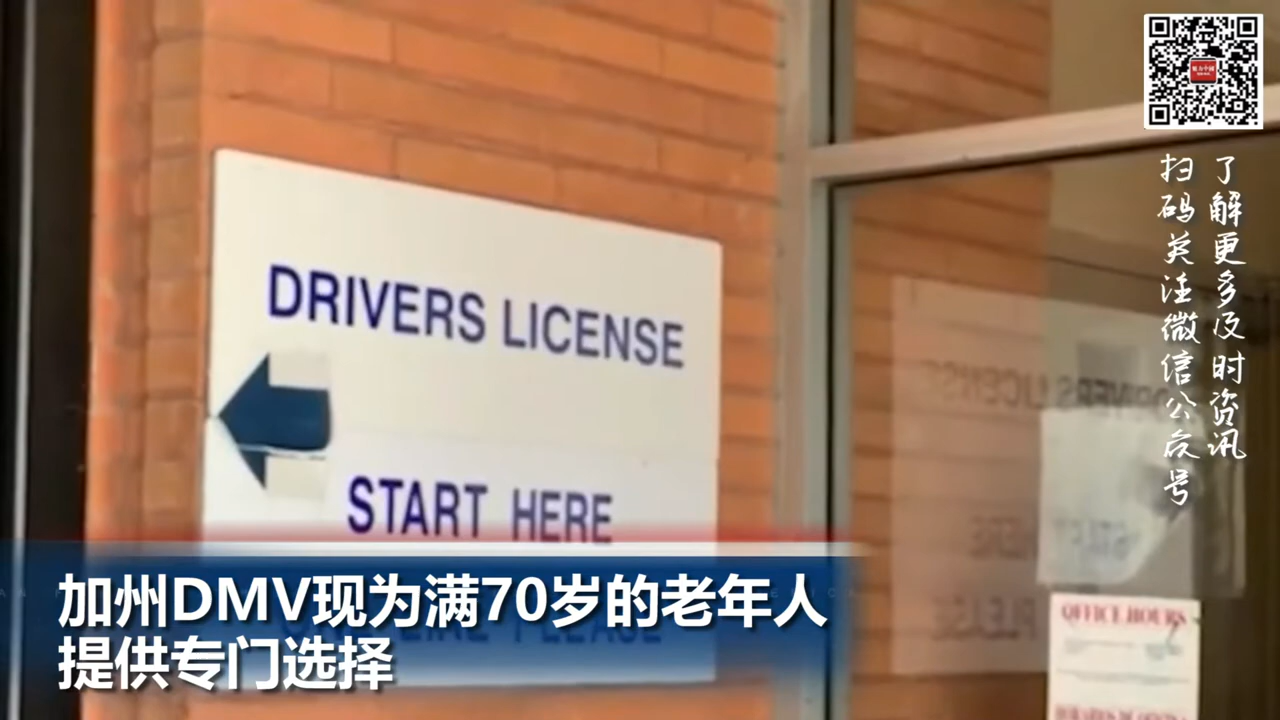 DRIVERS LICENSE
START HERE
了解更多及时资讯
扫码关注微信公众号
OFFICE HOURS
加州DMV现为满70岁的老年人
提供专门选择